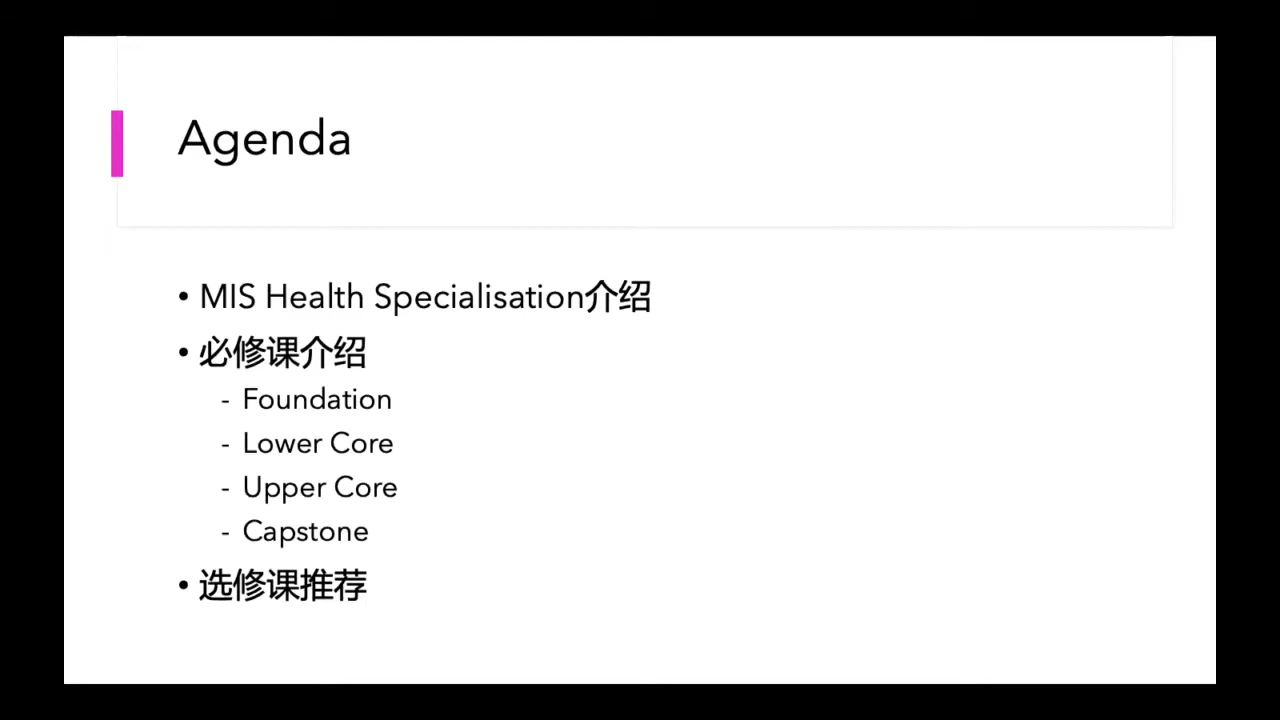 Agenda
• MIS Health Specialisation介绍
• 必修课介绍
- Foundation
- Lower Core
- Upper Core
- Capstone
• 选修课推荐